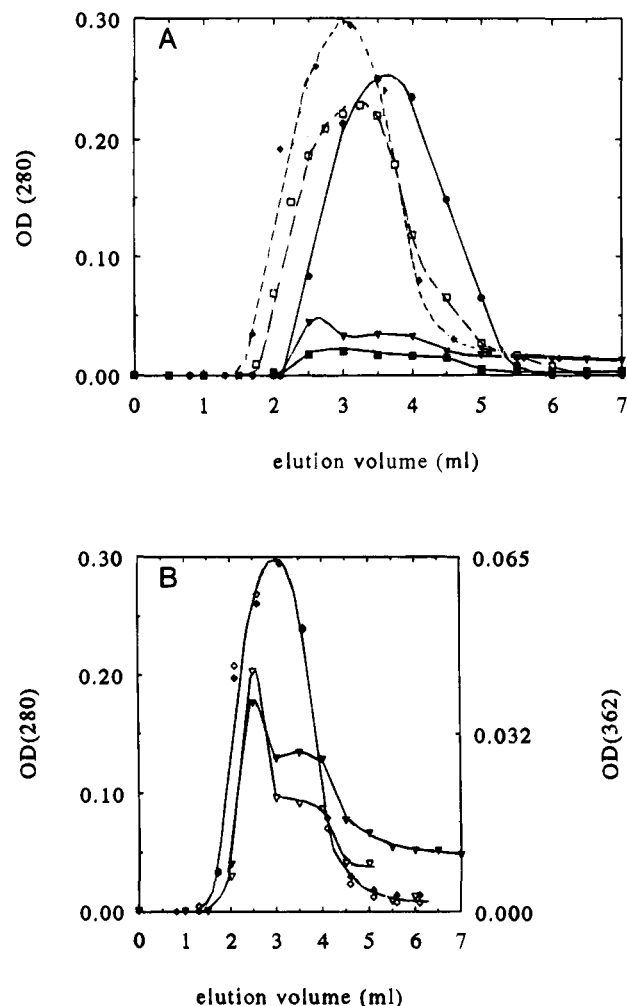 A
0.30
0.20
0.10
0.00
OD (280)
0 1 2 3 4 5 6 7
elution volume (ml)
B
0.30
0.20
0.10
0.00
OD(280)
0.065
0.032
0.000
OD(362)
0 1 2 3 4 5 6 7
elution volume (ml)